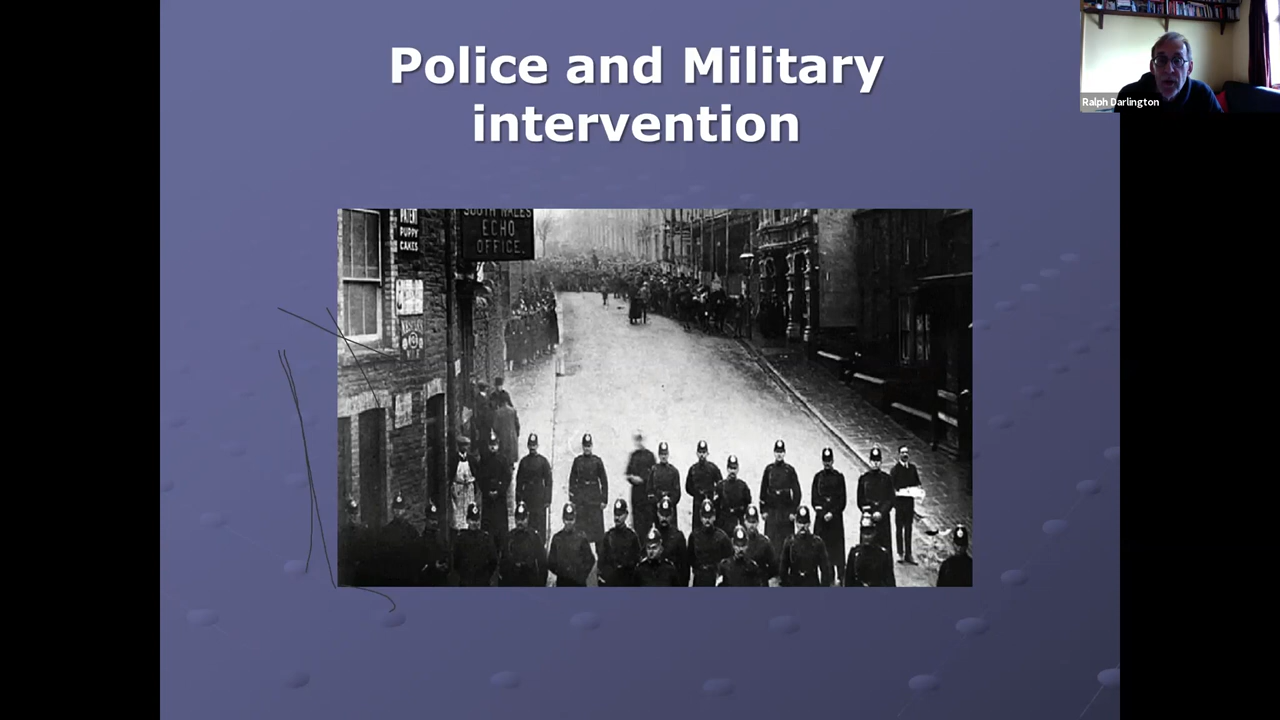 Police and Military
intervention
Ralph Darlington
PATENT
PUPPY
CAKES
SOUTH WALES
ECHO
OFFICE.